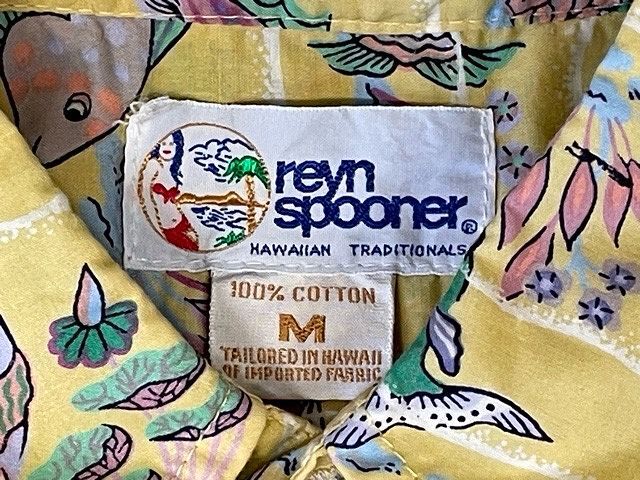 reyn
spooner®
HAWAIIAN TRADITIONALS
100% COTTON
M
TAILORED IN HAWAII
OF IMPORTED FABRIC